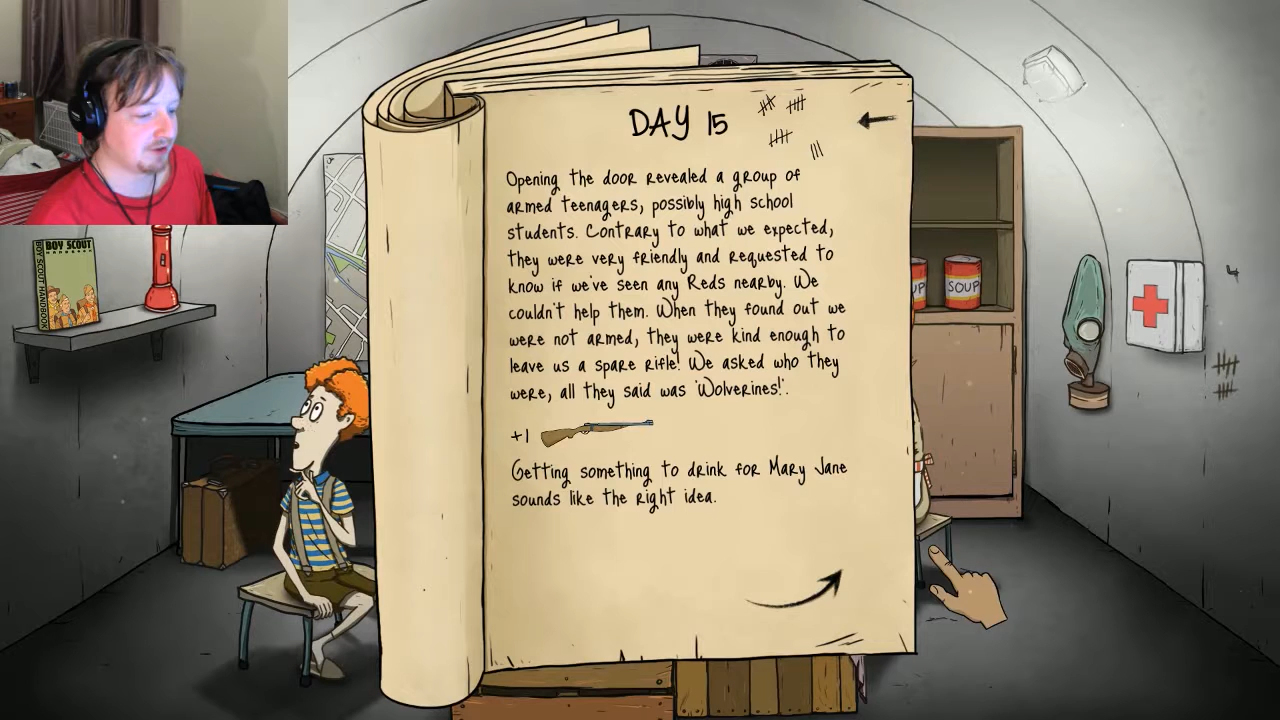 DAY 15
Opening the door revealed a group of
armed teenagers, possibly high school
students. Contrary to what we expected,
they were very friendly and requested to
know if we've seen any Reds nearby. We
couldn't help them. When they found out we
were not armed, they were kind enough to
leave us a spare rifle! We asked who they
were, all they said was 'Wolverines!'.
+1
Getting something to drink for Mary Jane
sounds like the right idea.
BOY SCOUT
BOY SCOUT HANDBOOK
UP
SOUP